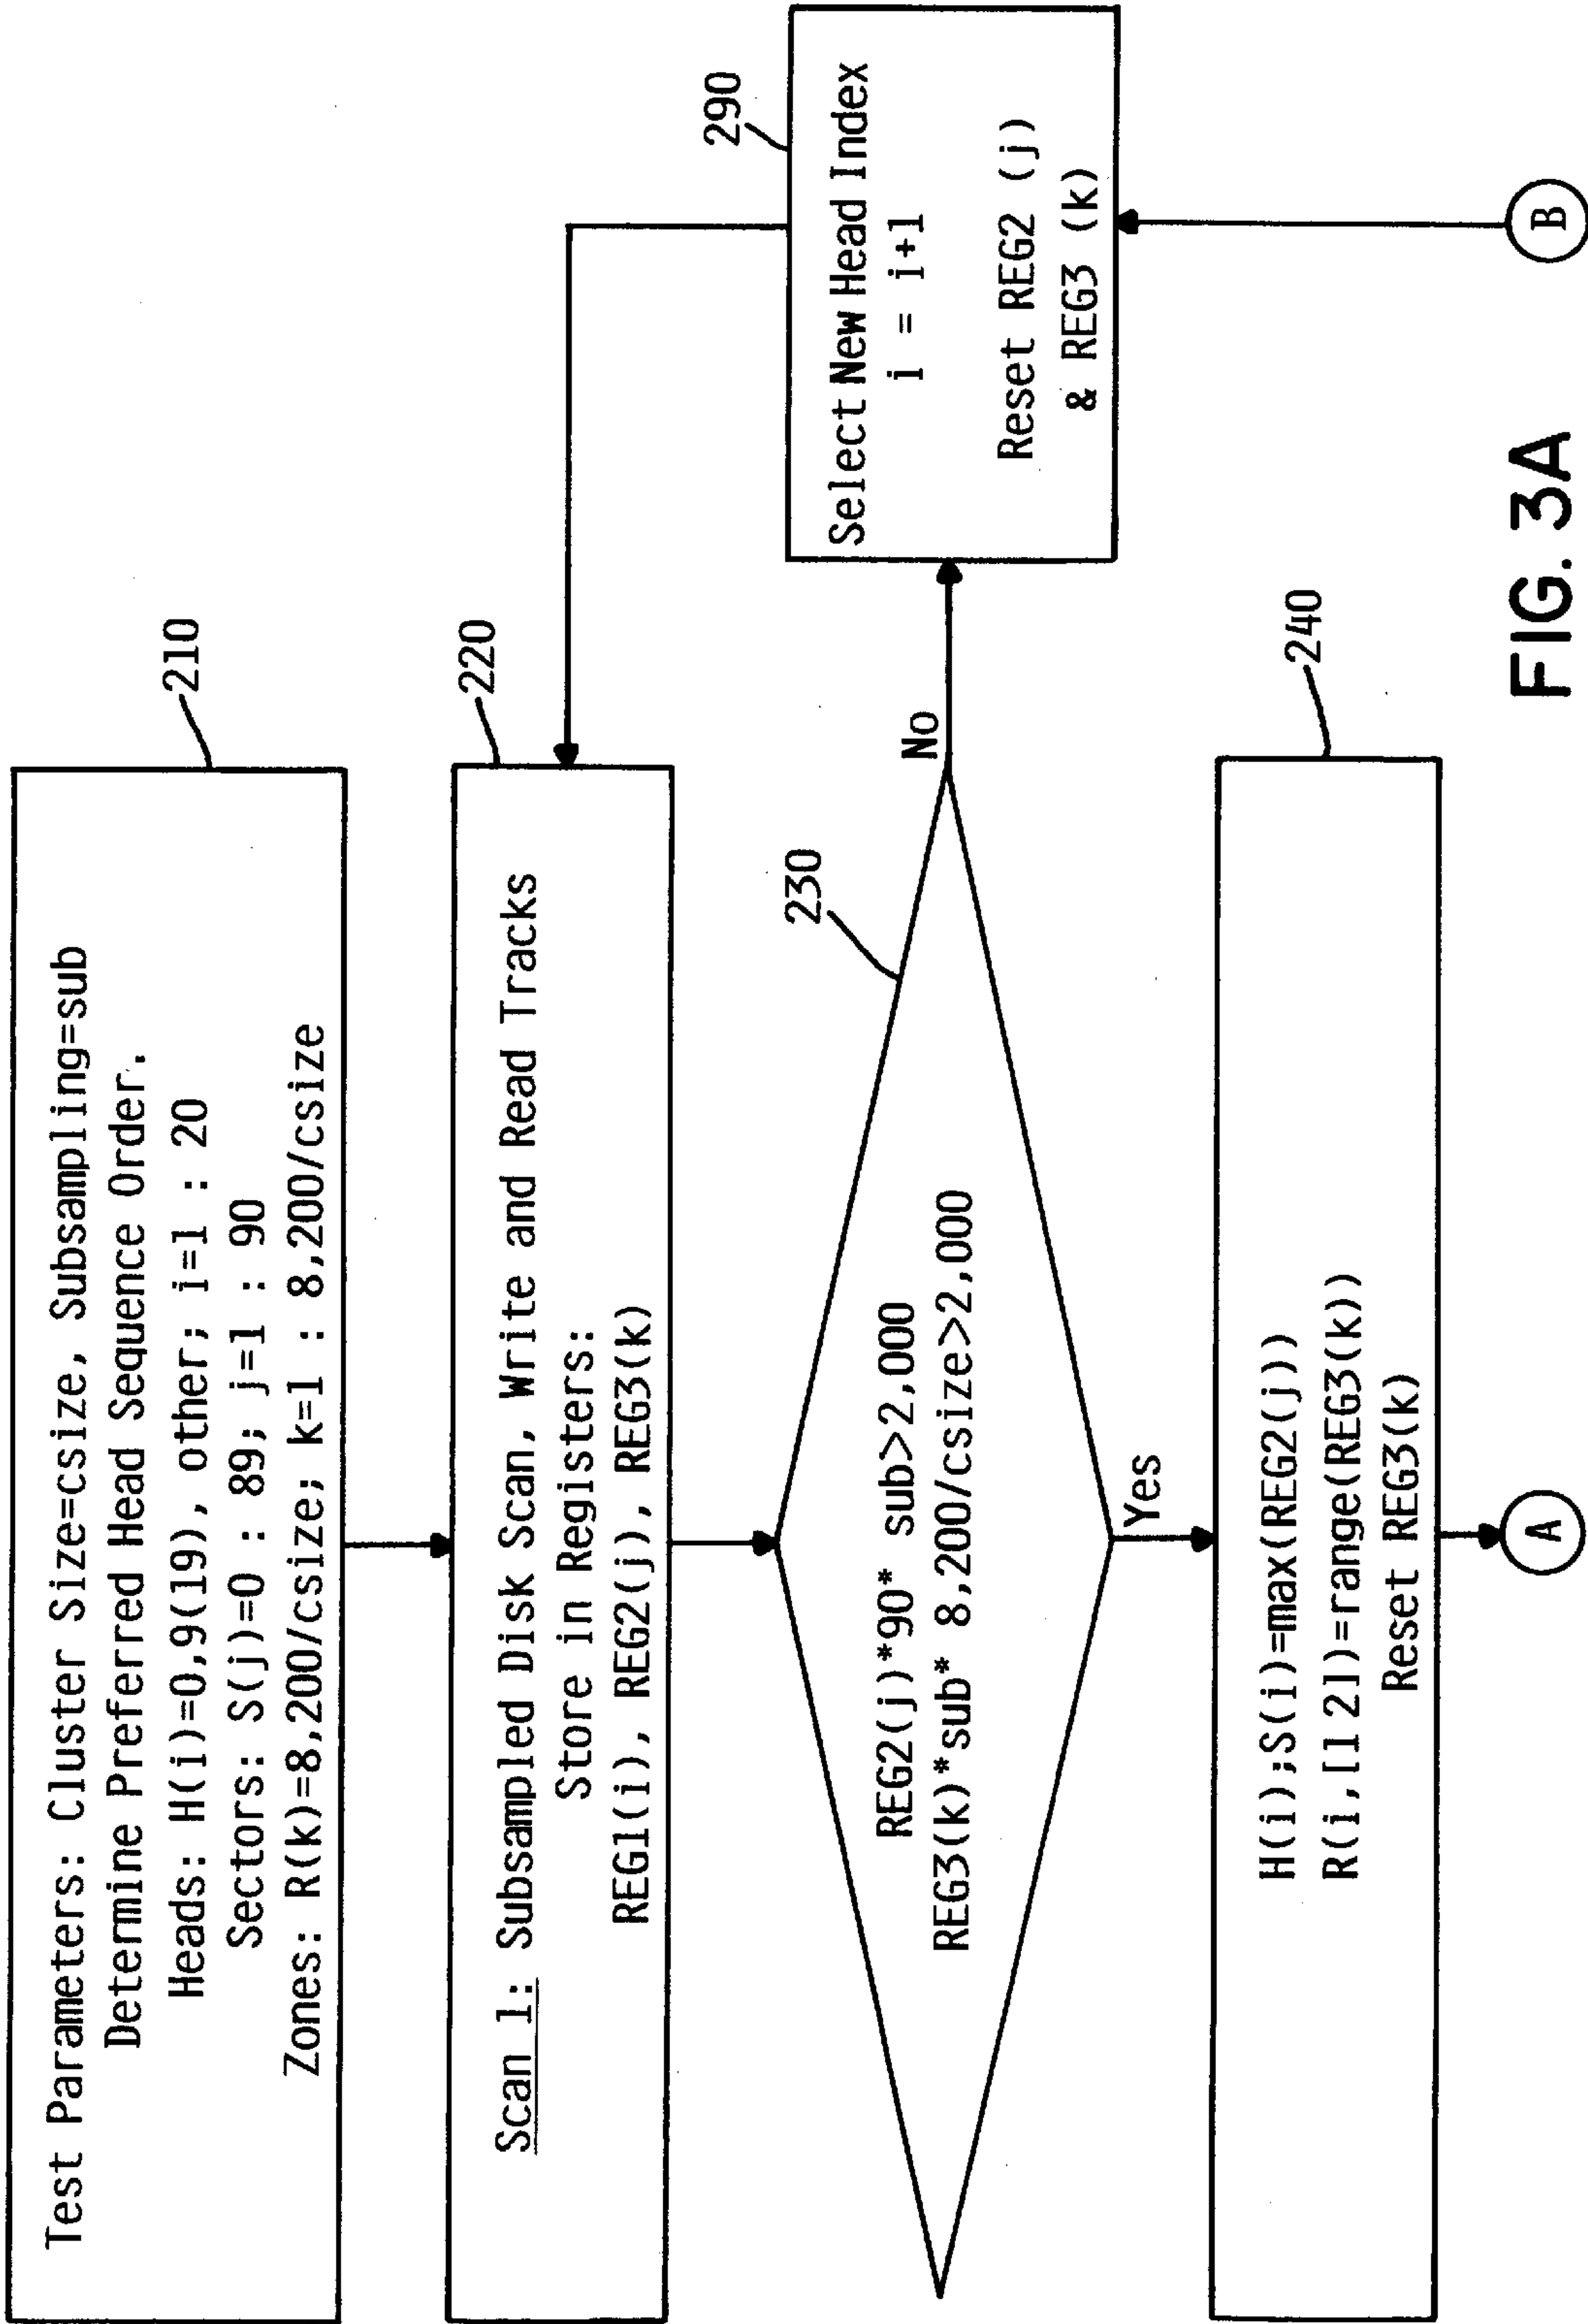 Test Parameters: Cluster Size=csize, Subsampling=sub
Determine Preferred Head Sequence Order.
Heads: H(i)=0,9(19), other; i=1 : 20
Sectors: S(j)=0 : 89; j=1 : 90
Zones: R(k)=8,200/csize; k=1 : 8,200/csize
210
Scan 1: Subsampled Disk Scan, Write and Read Tracks
Store in Registers:
REG1(i), REG2(j), REG3(k)
220
REG2(j)*90* sub>2,000
REG3(k)*sub* 8,200/csize>2,000
230
No
Yes
Select New Head Index
i = i+1
Reset REG2 (j)
& REG3 (k)
290
H(i);S(i)=max(REG2(j))
R(i,[1 2])=range(REG3(k))
Reset REG3(k)
240
A
B
FIG. 3A